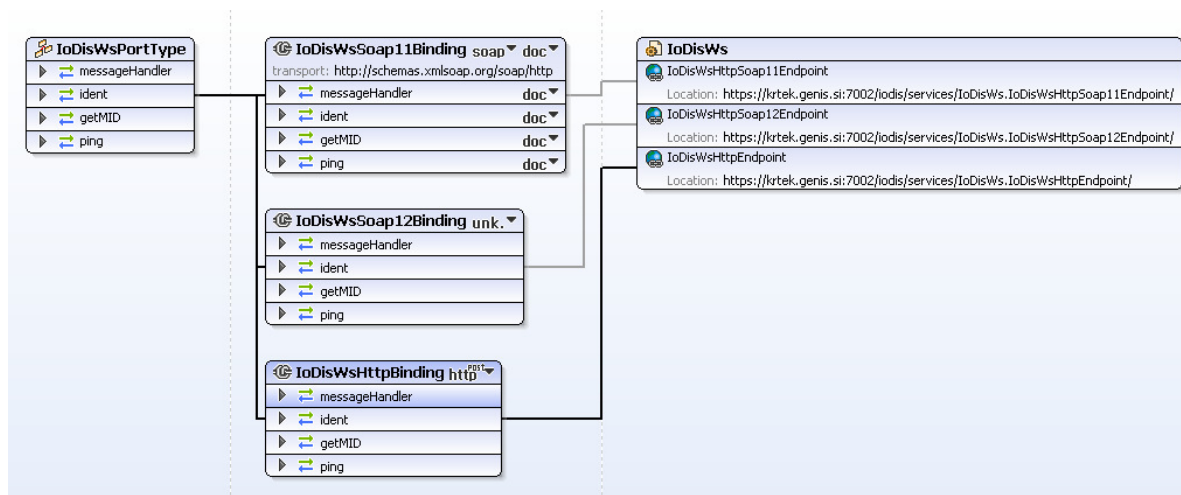 IoDisWsPortType
messageHandler
ident
getMID
ping
IoDisWsSoap11Binding soap doc
transport: http://schemas.xmlsoap.org/soap/http
messageHandler doc
ident doc
getMID doc
ping doc
IoDisWsSoap12Binding unk.
messageHandler
ident
getMID
ping
IoDisWsHttpBinding http post
messageHandler
ident
getMID
ping
IoDisWs
IoDisWsHttpSoap11Endpoint
Location: https://krtek.genis.si:7002/iodis/services/IoDisWs.IoDisWsHttpSoap11Endpoint/
IoDisWsHttpSoap12Endpoint
Location: https://krtek.genis.si:7002/iodis/services/IoDisWs.IoDisWsHttpSoap12Endpoint/
IoDisWsHttpEndpoint
Location: https://krtek.genis.si:7002/iodis/services/IoDisWs.IoDisWsHttpEndpoint/